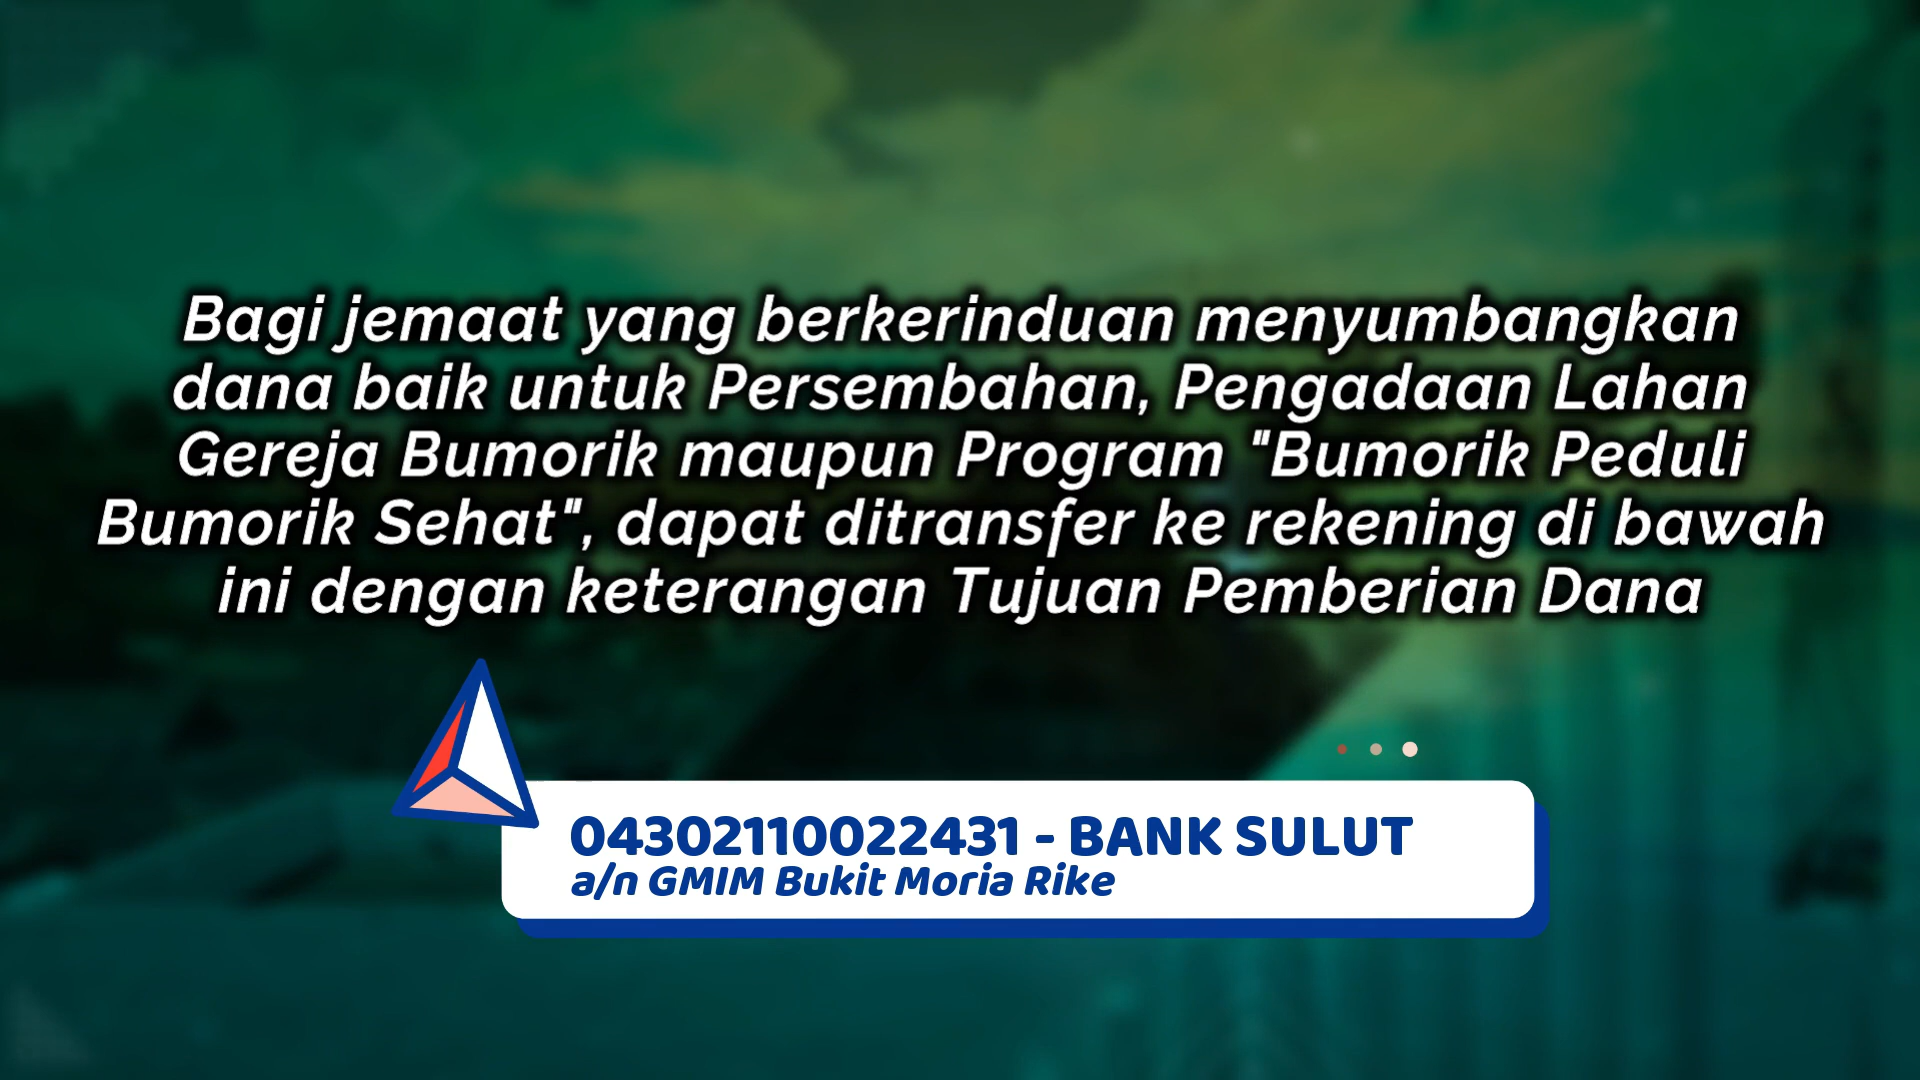 Bagi jemaat yang berkerinduan menyumbangkan
dana baik untuk Persembahan, Pengadaan Lahan
Gereja Bumorik maupun Program "Bumorik Peduli
Bumorik Sehat", dapat ditransfer ke rekening di bawah
ini dengan keterangan Tujuan Pemberian Dana
04302110022431 - BANK SULUT
a/n GMIM Bukit Moria Rike